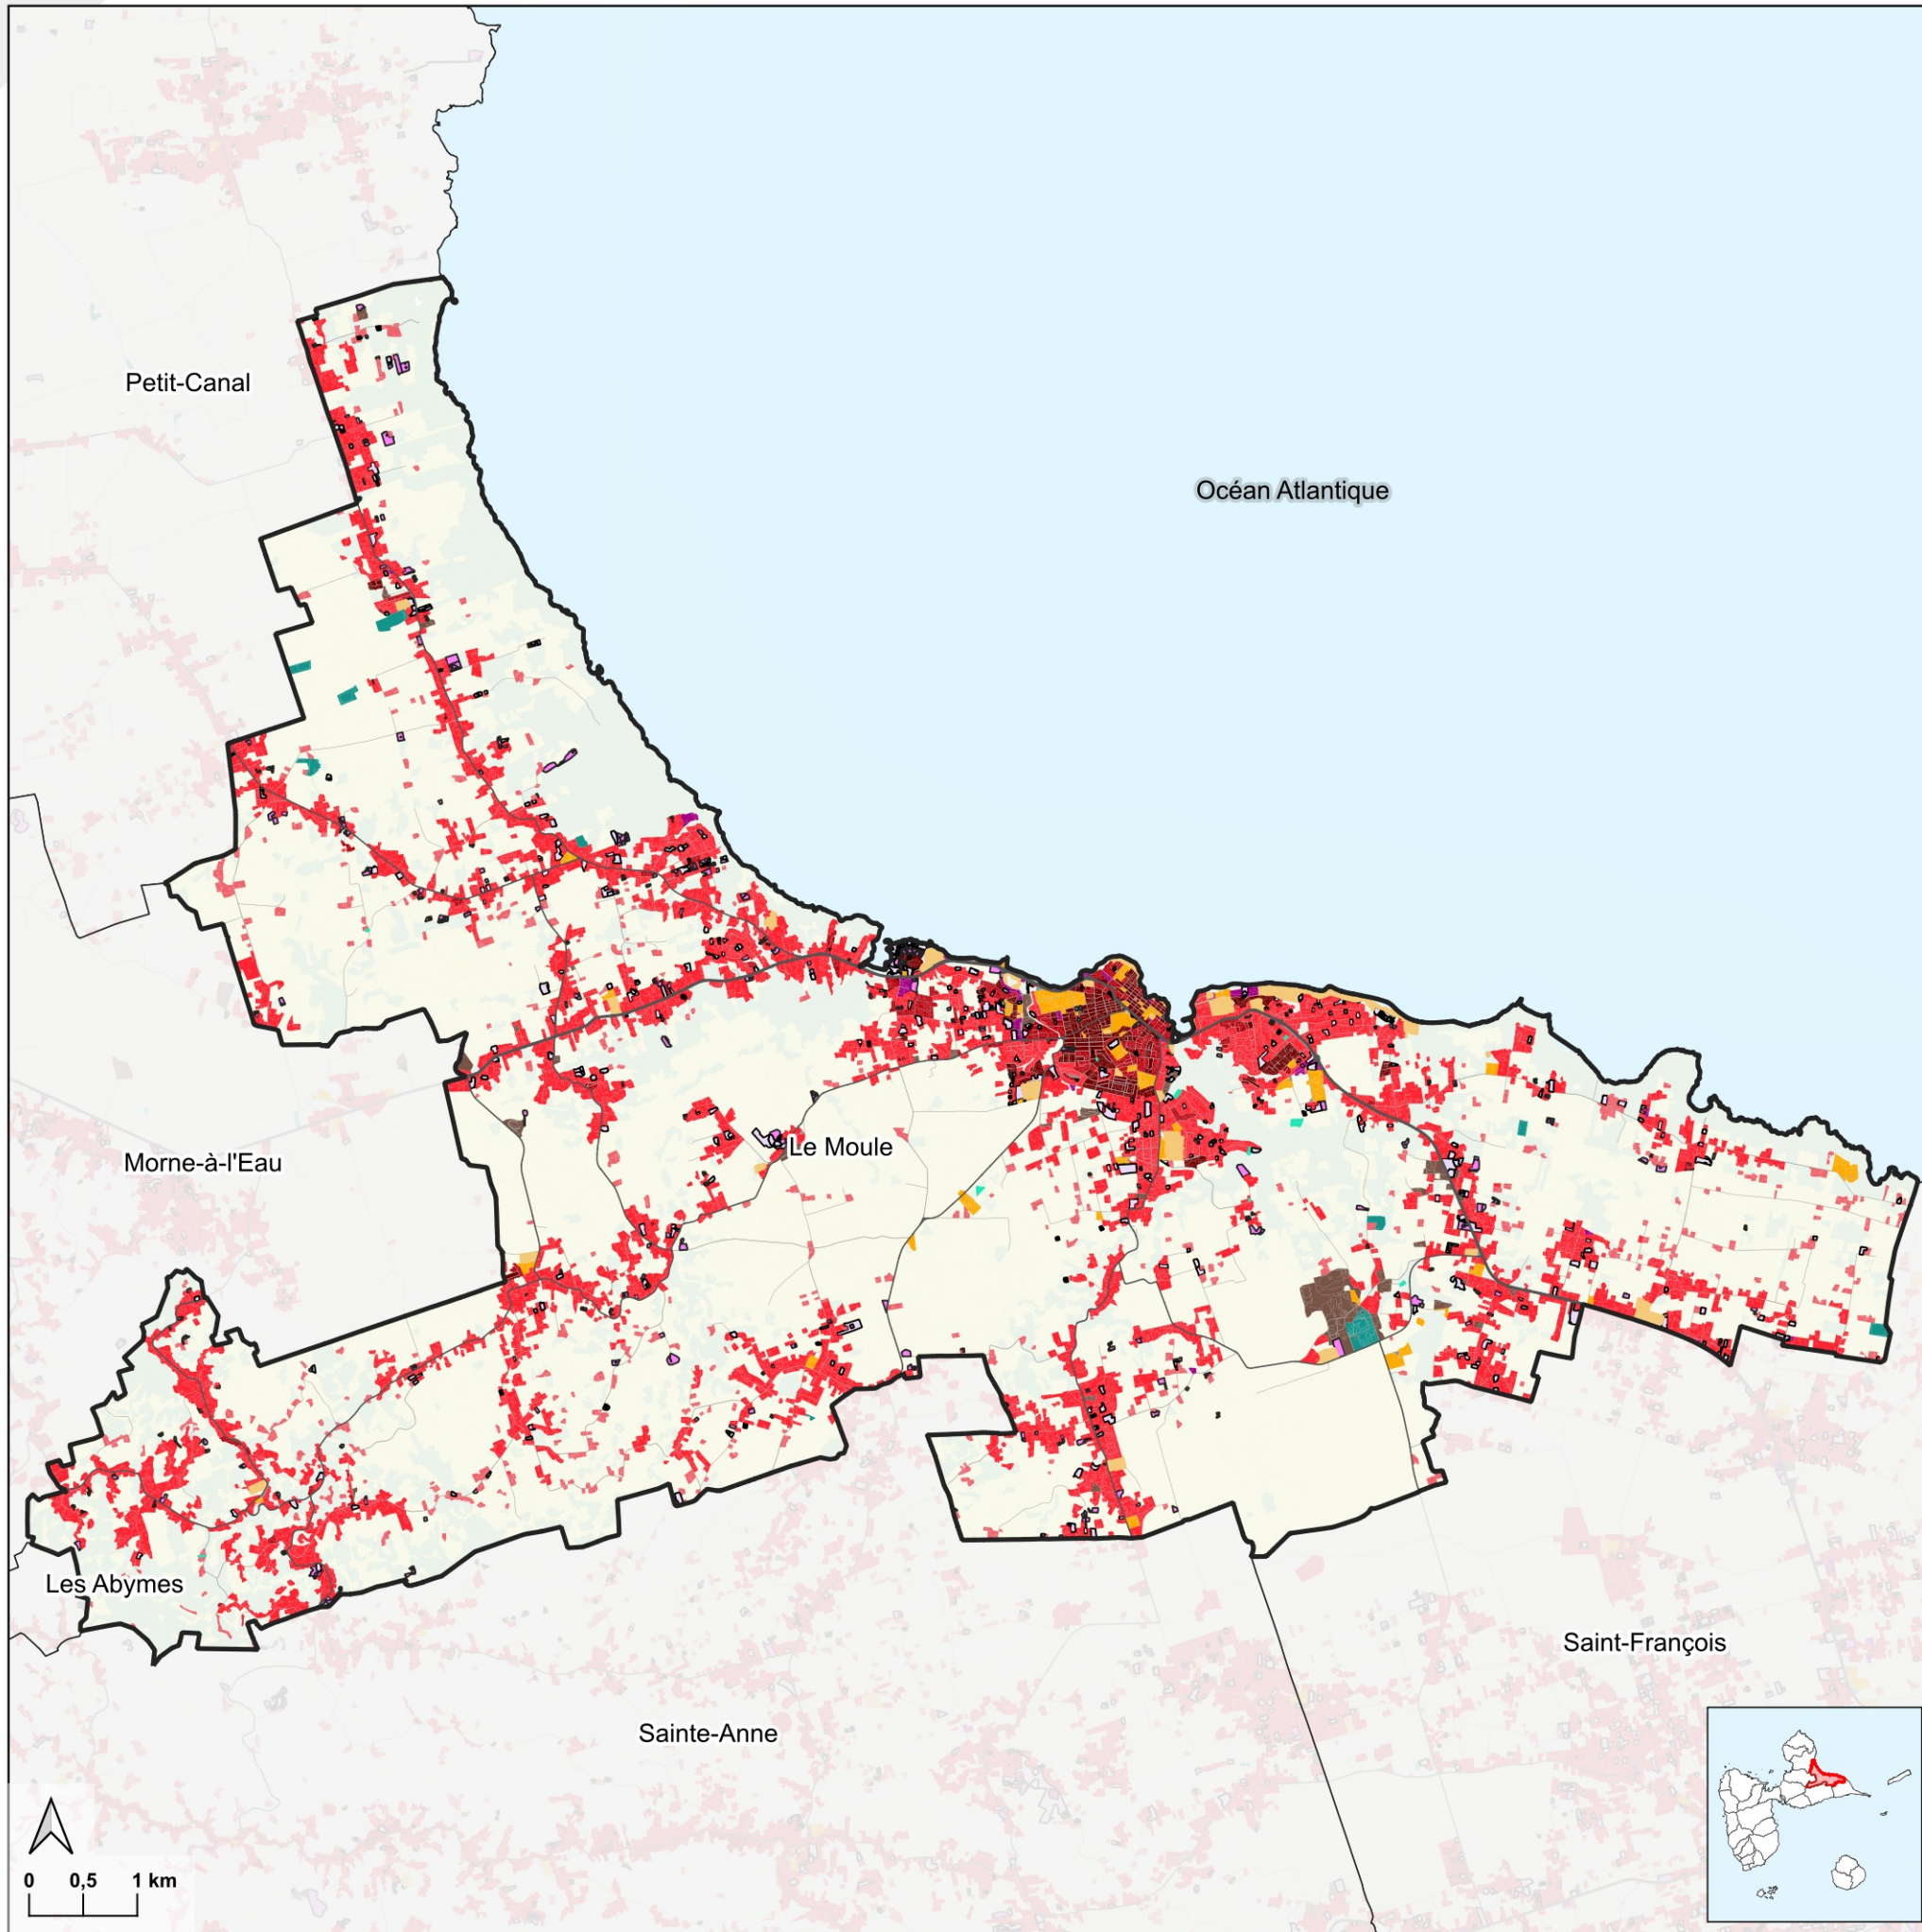 Petit-Canal
Océan Atlantique
Le Moule
Morne-à-l'Eau
Les Abymes
Saint-François
Sainte-Anne
0 0,5 1 km